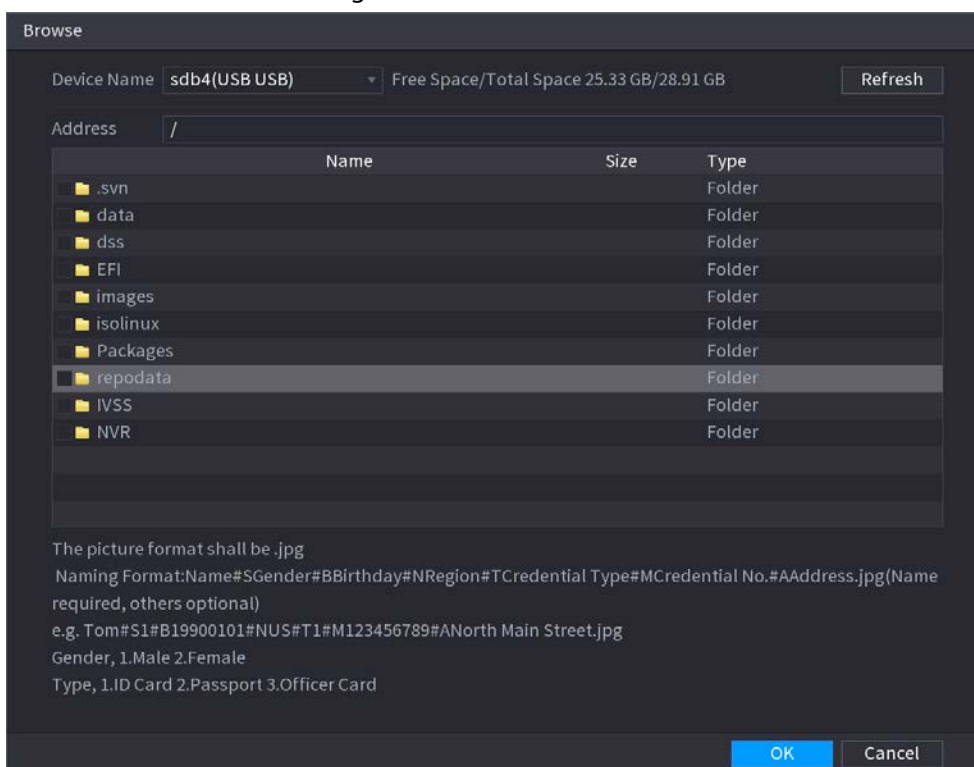 Browse
Device Name sdb4(USB USB) Free Space/Total Space 25.33 GB/28.91 GB Refresh
Address /
Name Size Type
.svn Folder
data Folder
dss Folder
EFI Folder
images Folder
isolinux Folder
Packages Folder
repodata Folder
IVSS Folder
NVR Folder
The picture format shall be .jpg
Naming Format:Name#SGender#BBirthday#NRegion#TCredential Type#MCredential No.#AAddress.jpg(Name
required, others optional)
e.g. Tom#S1#B19900101#NUS#T1#M123456789#ANorth Main Street.jpg
Gender, 1.Male 2.Female
Type, 1.ID Card 2.Passport 3.Officer Card
OK Cancel